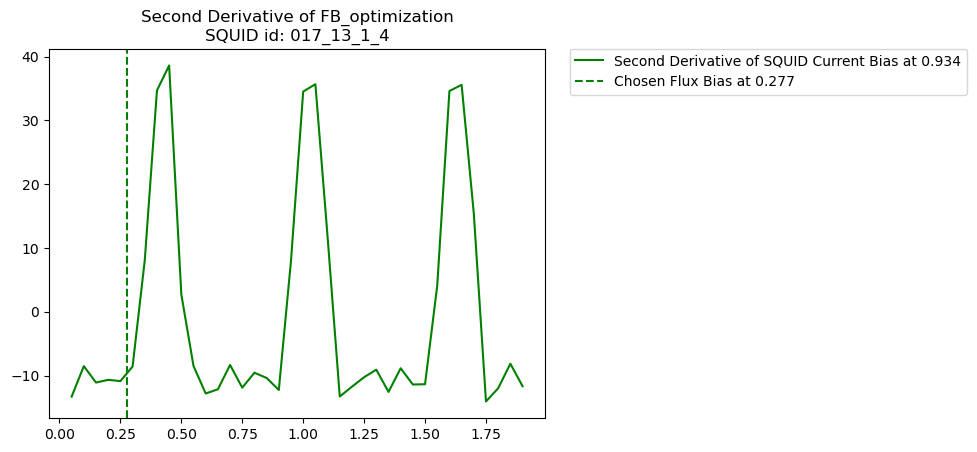 Second Derivative of FB_optimization
SQUID id: 017_13_1_4
Second Derivative of SQUID Current Bias at 0.934
Chosen Flux Bias at 0.277
40
30
20
10
0
−10
0.00 0.25 0.50 0.75 1.00 1.25 1.50 1.75